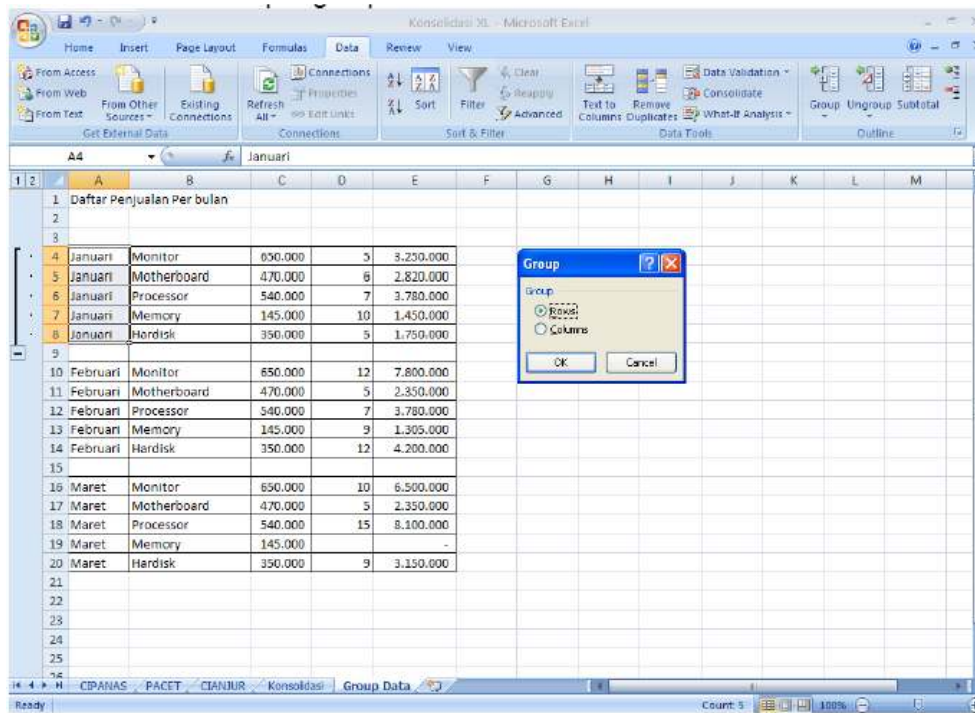 Konsolidasi XL - Microsoft Excel
Home Insert Page Layout Formulas Data Review View
From Access
From Web
From Text
From Other Sources
Existing Connections
Get External Data
Refresh All
Connections
Properties
Edit Links
Connections
Sort
Filter
Clear
Reapply
Advanced
Sort & Filter
Text to Columns
Remove Duplicates
Data Validation
Consolidate
What-If Analysis
Data Tools
Group Ungroup Subtotal
Outline
A4 fx Januari
1 2 A B C D E F G H I J K L M
1 Daftar Penjualan Per bulan
2
3
4 Januari Monitor 650.000 5 3.250.000
5 Januari Motherboard 470.000 6 2.820.000
6 Januari Processor 540.000 7 3.780.000
7 Januari Memory 145.000 10 1.450.000
8 Januari Hardisk 350.000 5 1.750.000
9
10 Februari Monitor 650.000 12 7.800.000
11 Februari Motherboard 470.000 5 2.350.000
12 Februari Processor 540.000 7 3.780.000
13 Februari Memory 145.000 9 1.305.000
14 Februari Hardisk 350.000 12 4.200.000
15
16 Maret Monitor 650.000 10 6.500.000
17 Maret Motherboard 470.000 5 2.350.000
18 Maret Processor 540.000 15 8.100.000
19 Maret Memory 145.000 -
20 Maret Hardisk 350.000 9 3.150.000
21
22
23
24
25
26
Group
Group
Rows
Columns
OK Cancel
CIPANAS PACET CIANJUR Konsoldasi Group Data
Ready Count: 5 100%